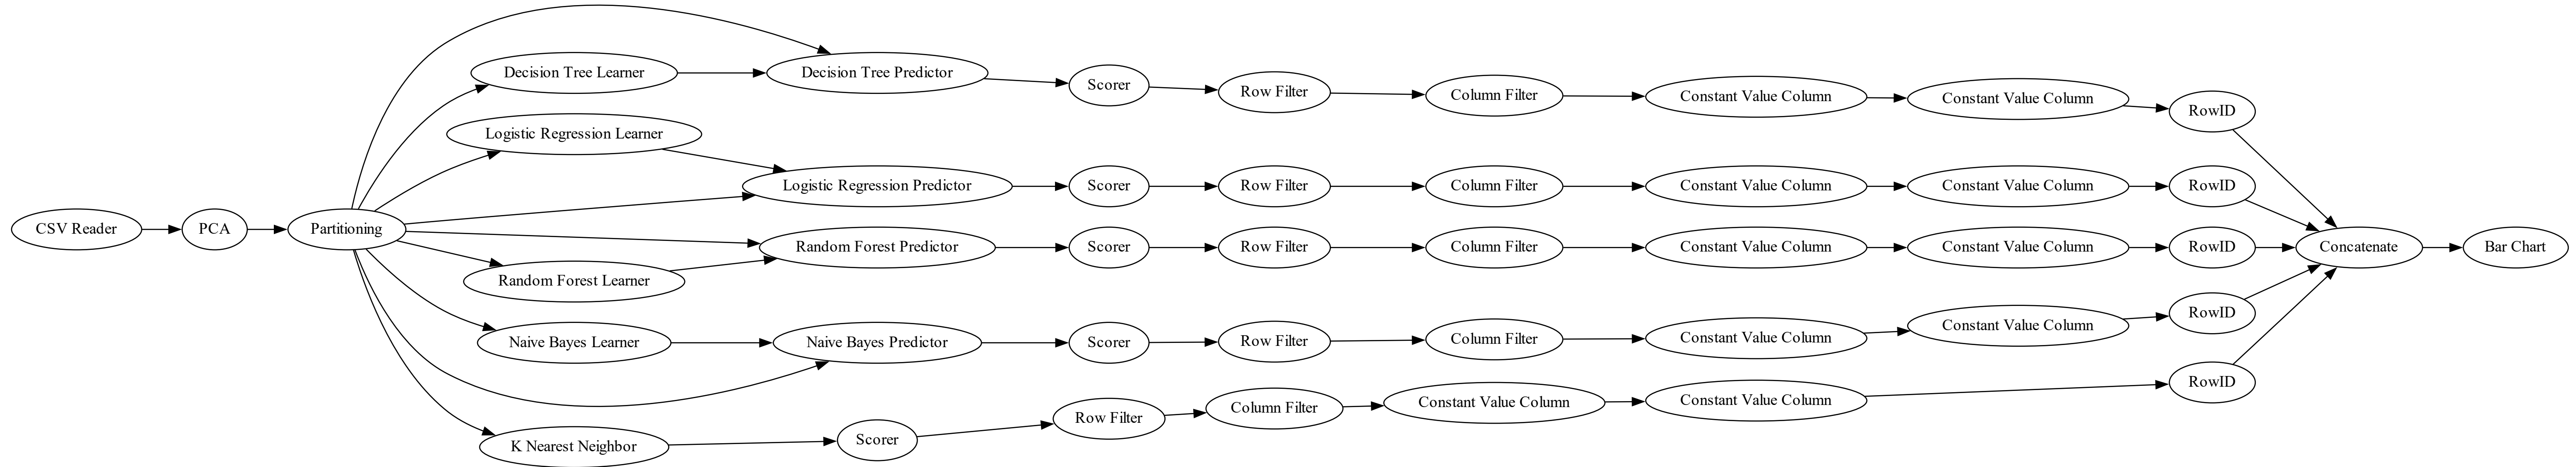 CSV Reader
PCA
Partitioning
Decision Tree Learner
Decision Tree Predictor
Scorer
Row Filter
Column Filter
Constant Value Column
Constant Value Column
RowID
Logistic Regression Learner
Logistic Regression Predictor
Scorer
Row Filter
Column Filter
Constant Value Column
Constant Value Column
RowID
Random Forest Predictor
Scorer
Row Filter
Column Filter
Constant Value Column
Constant Value Column
RowID
Concatenate
Bar Chart
Random Forest Learner
Naive Bayes Learner
Naive Bayes Predictor
Scorer
Row Filter
Column Filter
Constant Value Column
Constant Value Column
RowID
K Nearest Neighbor
Scorer
Row Filter
Column Filter
Constant Value Column
Constant Value Column
RowID